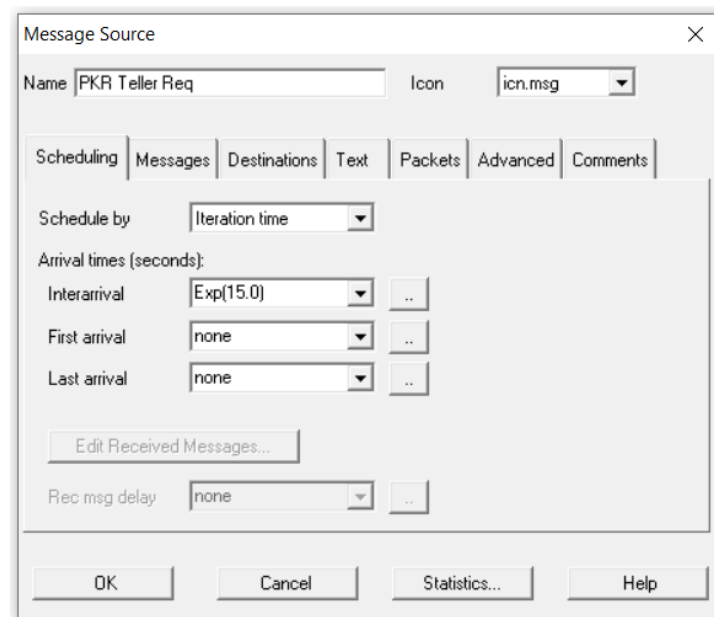 Message Source
Name PKR Teller Req Icon icn.msg
Scheduling Messages Destinations Text Packets Advanced Comments
Schedule by Iteration time
Arrival times (seconds):
Interarrival Exp(15.0) ..
First arrival none ..
Last arrival none ..
Edit Received Messages...
Rec msg delay none ..
OK Cancel Statistics... Help